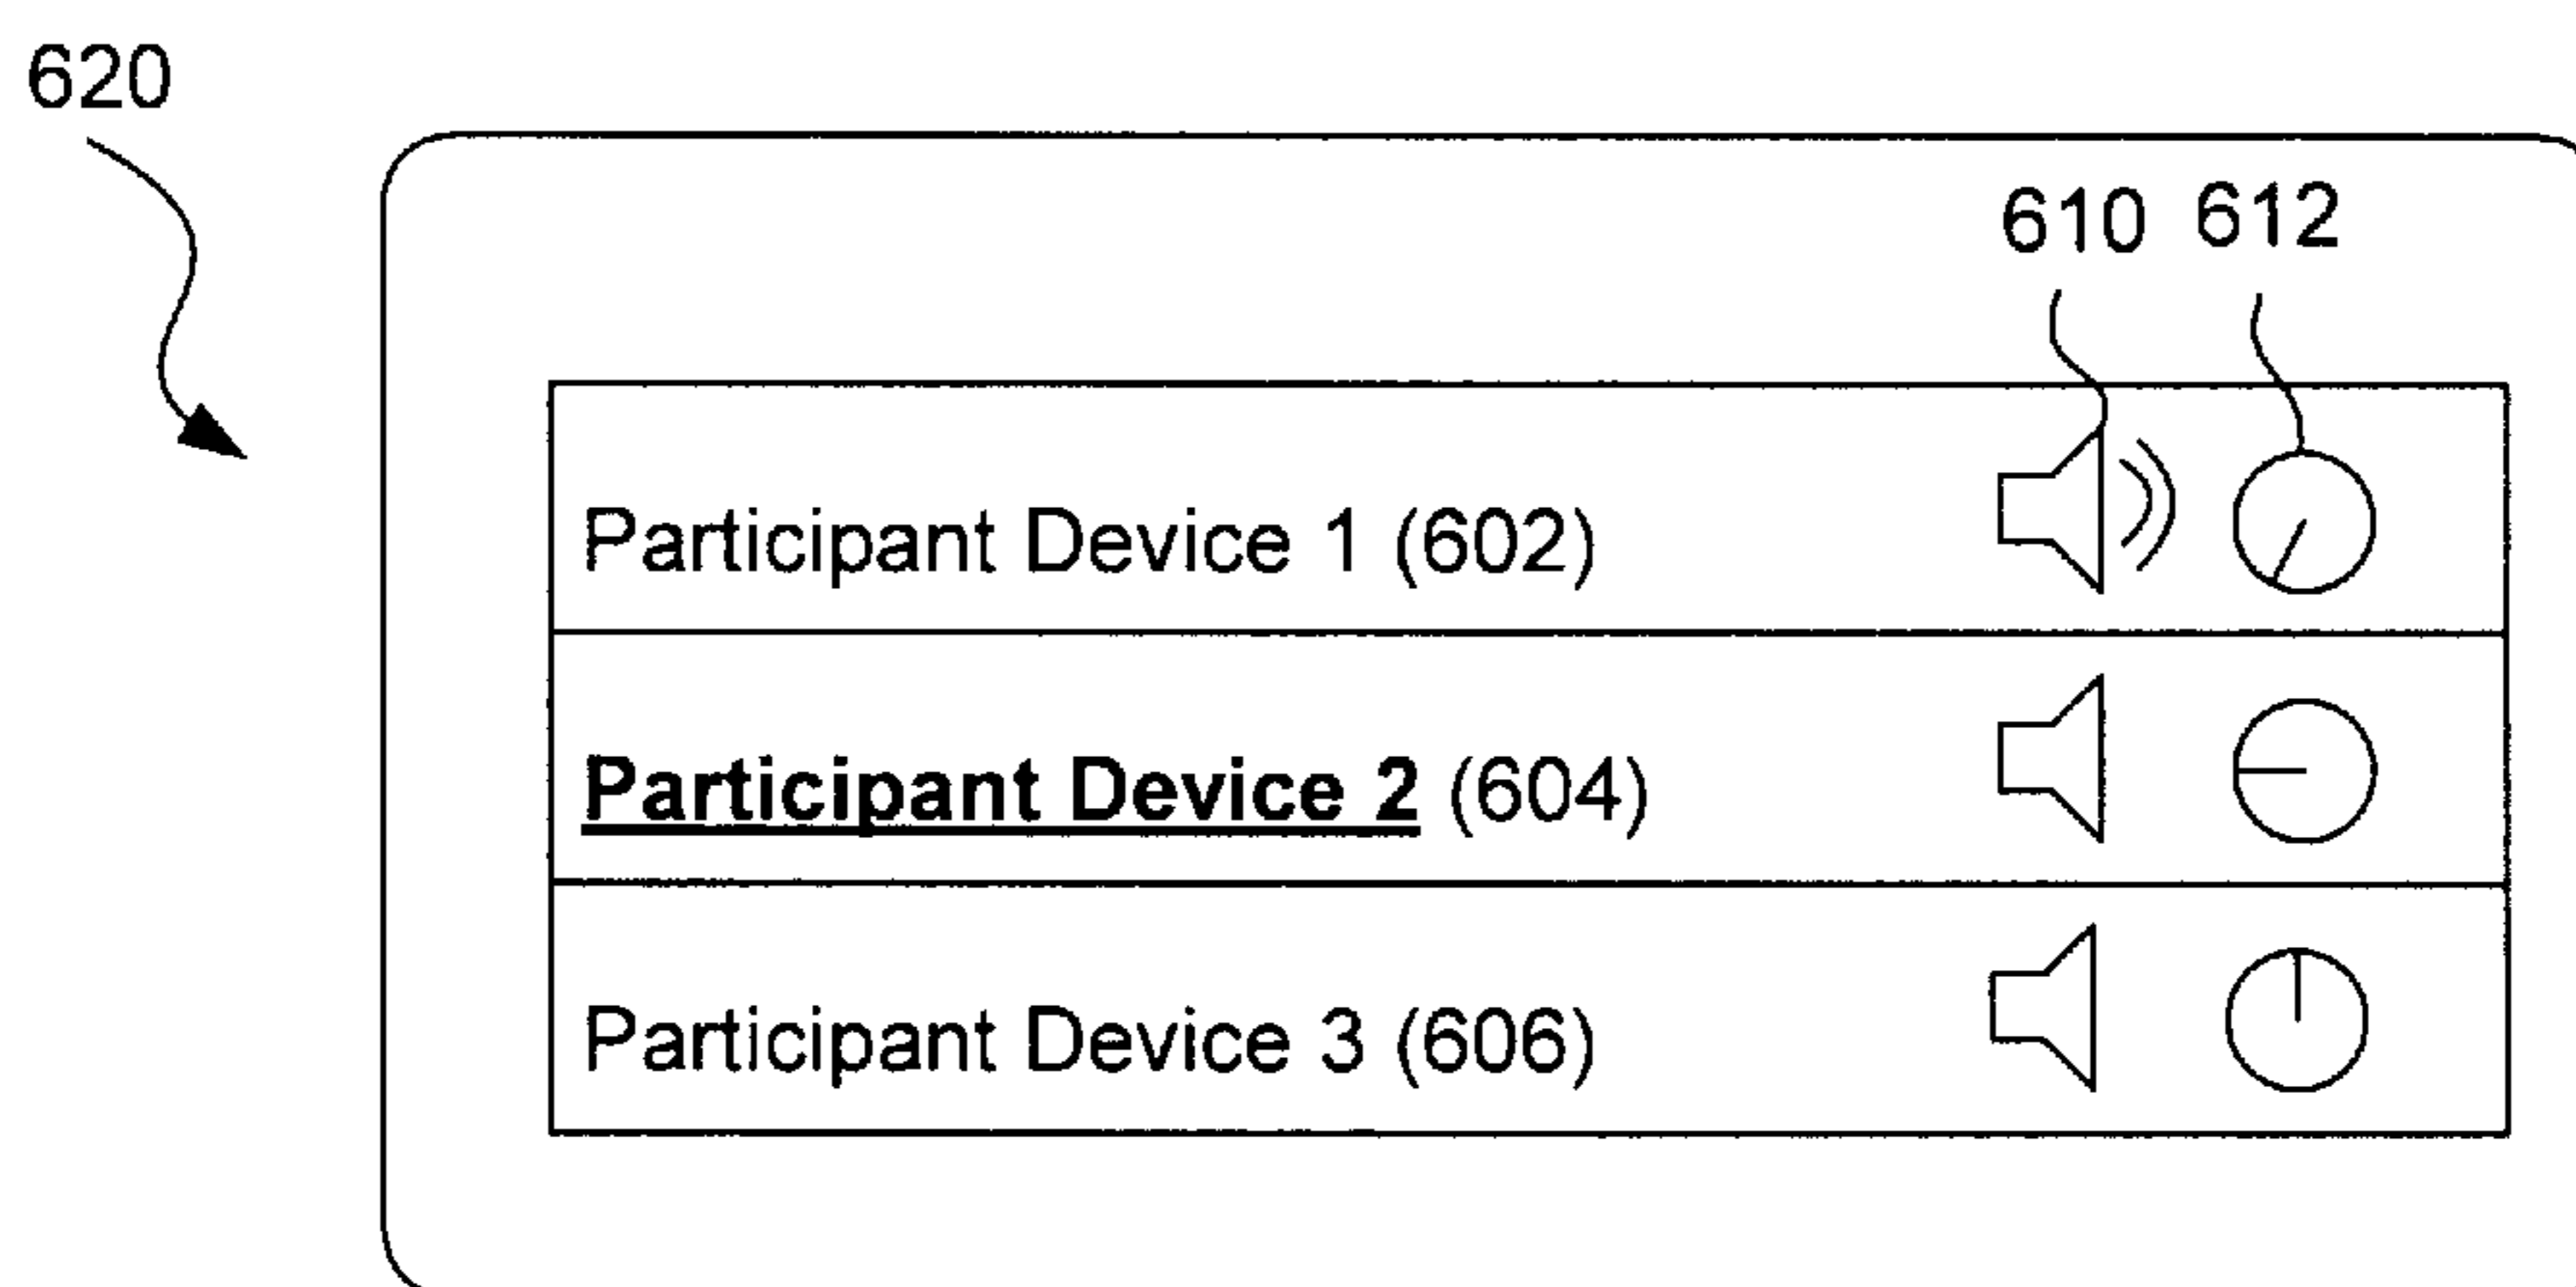 620
610 612
Participant Device 1 (602)
Participant Device 2 (604)
Participant Device 3 (606)